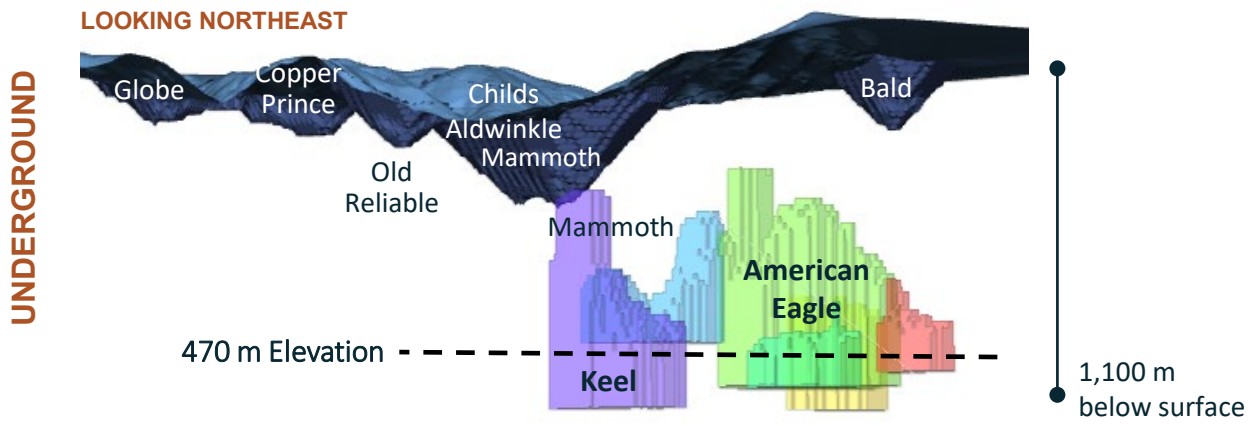 LOOKING NORTHEAST
UNDERGROUND
Globe
Copper
Prince
Childs
Aldwinkle
Mammoth
Bald
Old
Reliable
Mammoth
American
Eagle
470 m Elevation
Keel
1,100 m
below surface